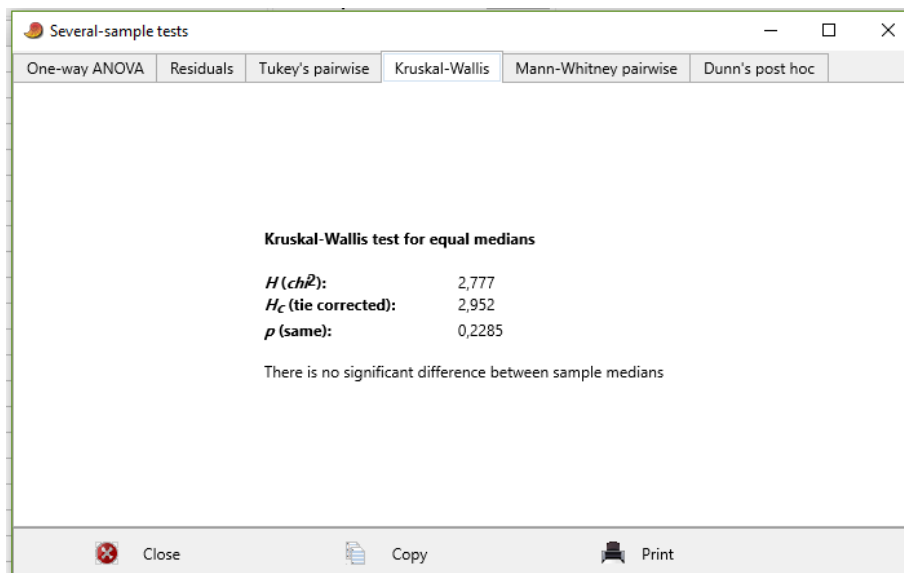 Several-sample tests
One-way ANOVA Residuals Tukey's pairwise Kruskal-Wallis Mann-Whitney pairwise Dunn's post hoc
Kruskal-Wallis test for equal medians
H (chi2): 2,777
Hc (tie corrected): 2,952
p (same): 0,2285
There is no significant difference between sample medians
Close Copy Print